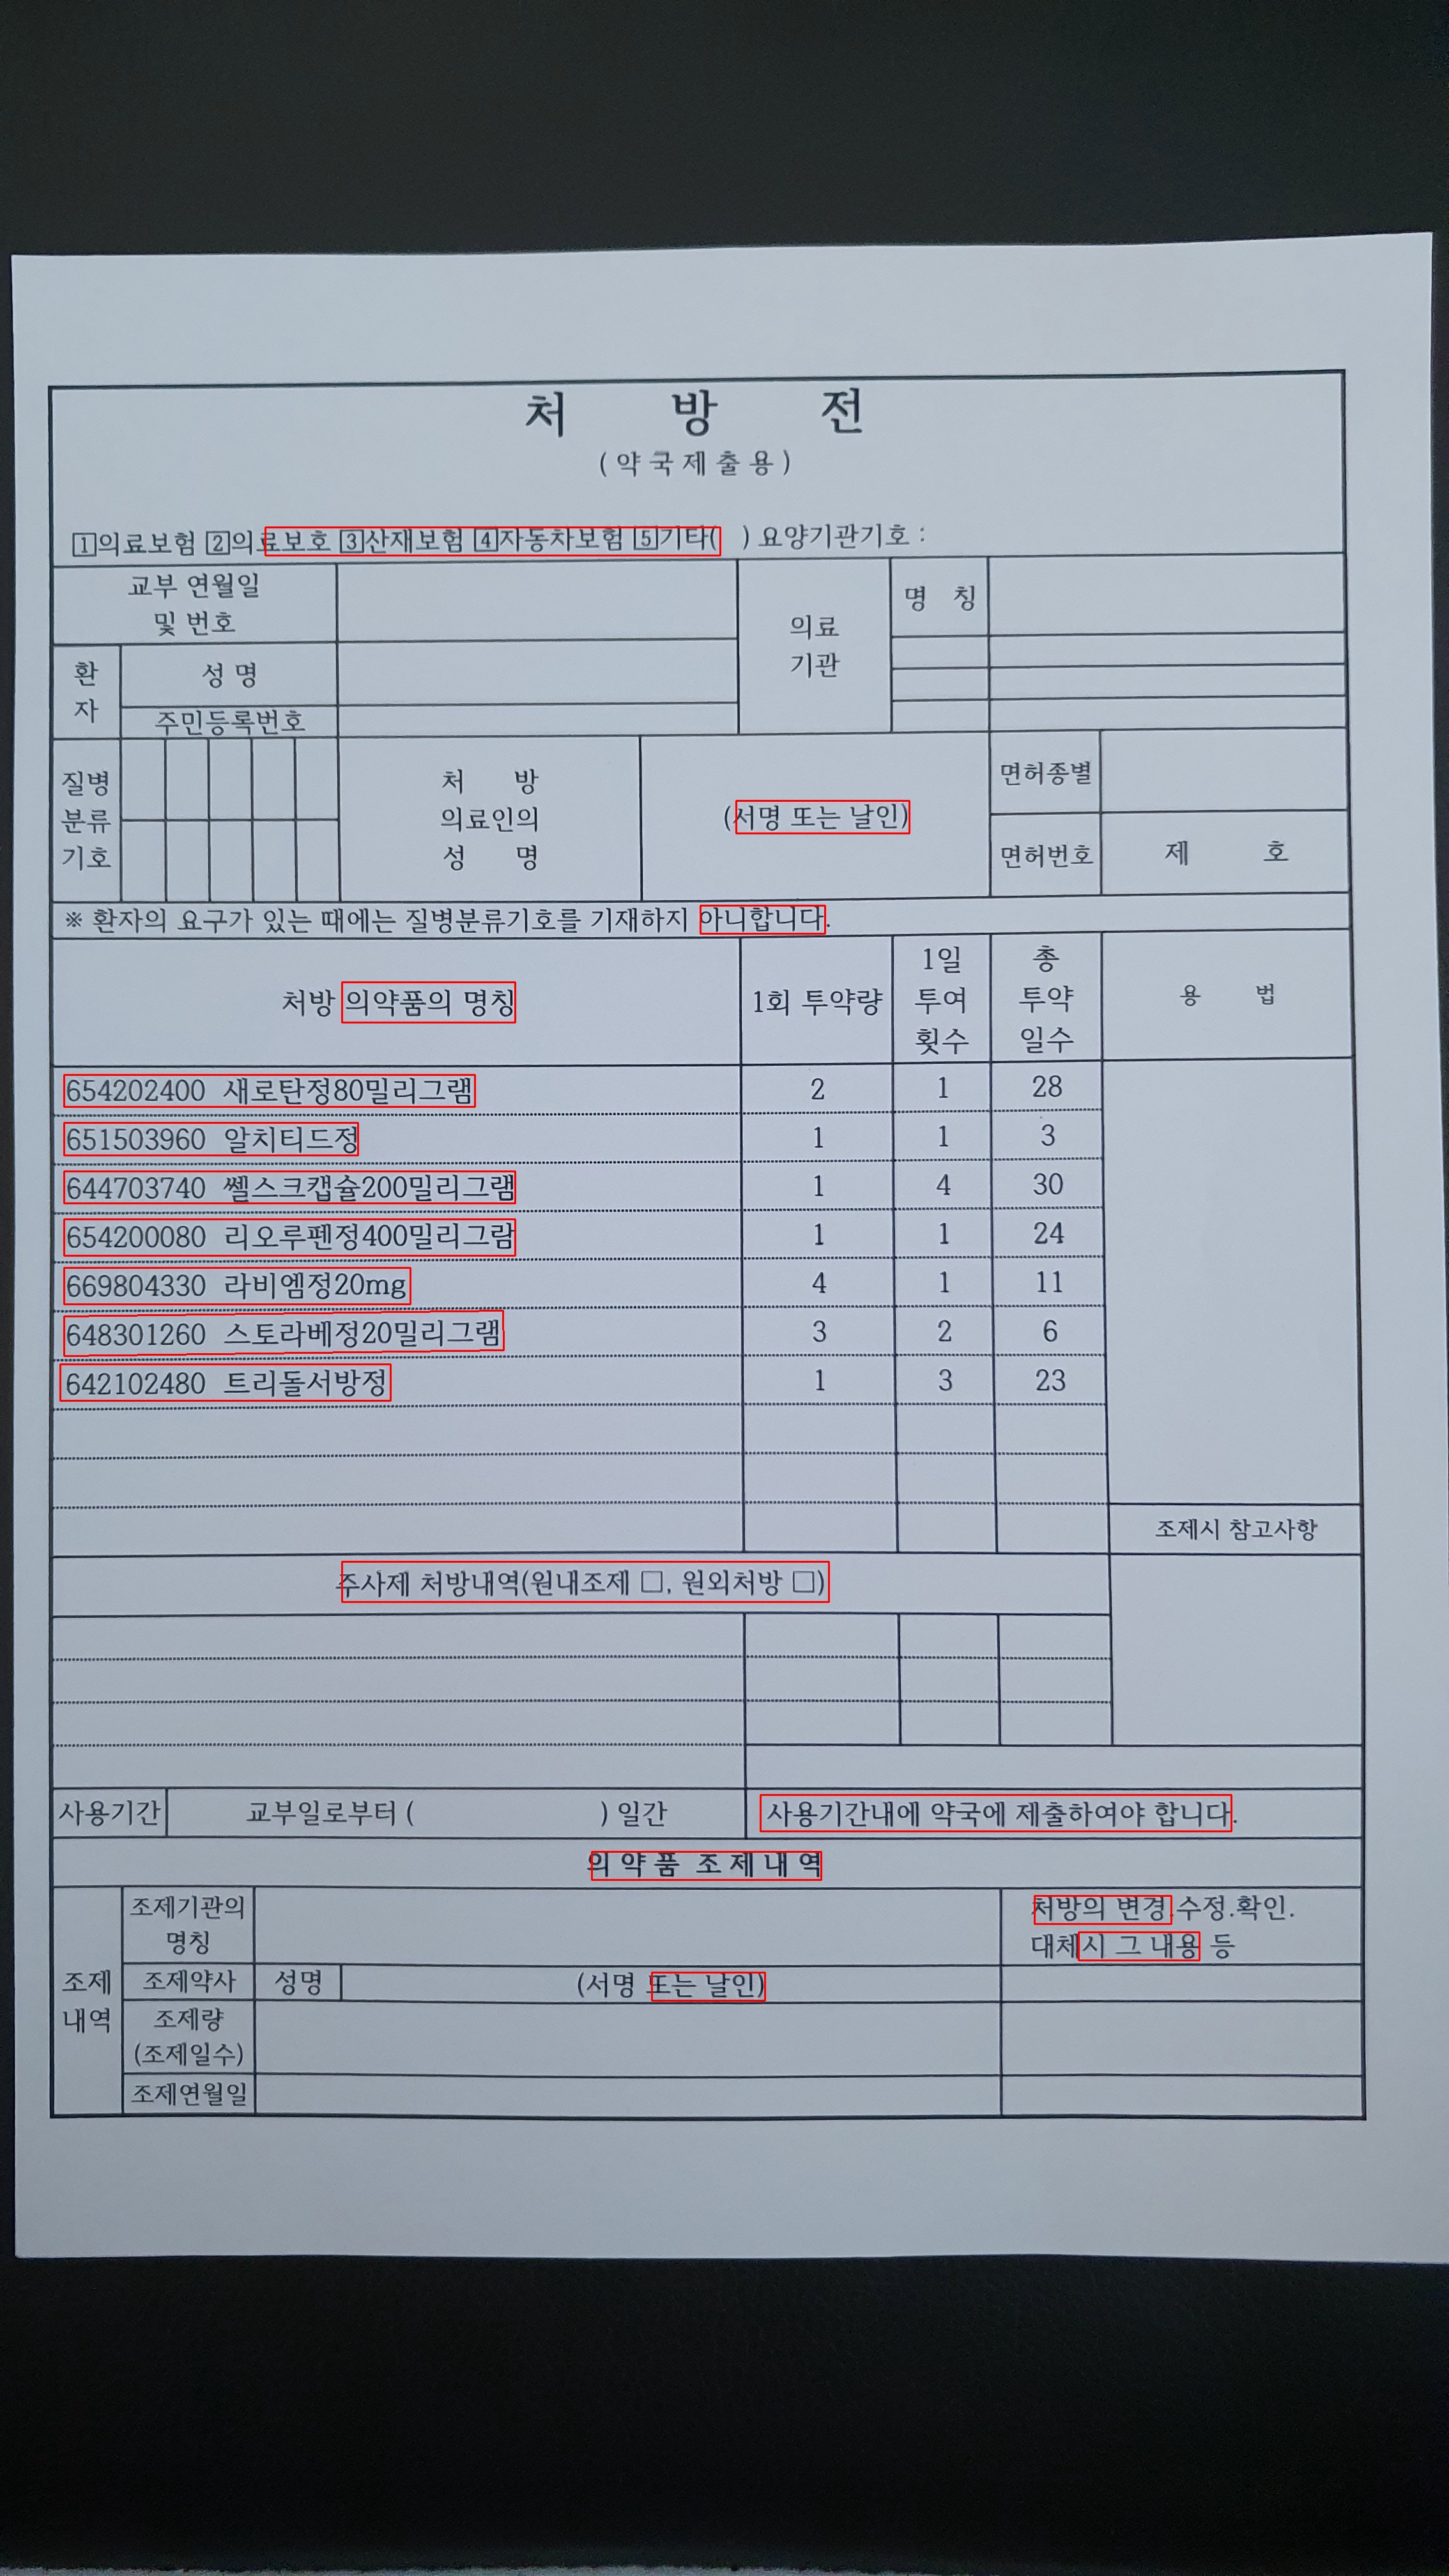 처 방 전
(약국제출용)
1의료보험 2의료보호 3산재보험 4자동차보험 5기타( ) 요양기관기호 :
교부 연월일
및 번호
의료
기관
명 칭
환
자
성 명
주민등록번호
질병
분류
기호
처 방
의료인의
성 명
(서명 또는 날인)
면허종별
면허번호
제 호
※ 환자의 요구가 있는 때에는 질병분류기호를 기재하지 아니합니다.
처방 의약품의 명칭
1회 투약량
1일
투여
횟수
총
투약
일수
용 법
654202400 새로탄정80밀리그램 2 1 28
651503960 알치티드정 1 1 3
644703740 쎌스크캡슐200밀리그램 1 4 30
654200080 리오루펜정400밀리그람 1 1 24
669804330 라비엠정20mg 4 1 11
648301260 스토라베정20밀리그램 3 2 6
642102480 트리돌서방정 1 3 23
조제시 참고사항
주사제 처방내역(원내조제 □, 원외처방 □)
사용기간
교부일로부터 ( ) 일간
사용기간내에 약국에 제출하여야 합니다.
의 약 품 조 제 내 역
조제
내역
조제기관의
명칭
처방의 변경.수정.확인.
대체시 그 내용 등
조제약사
성명
(서명 또는 날인)
조제량
(조제일수)
조제연월일